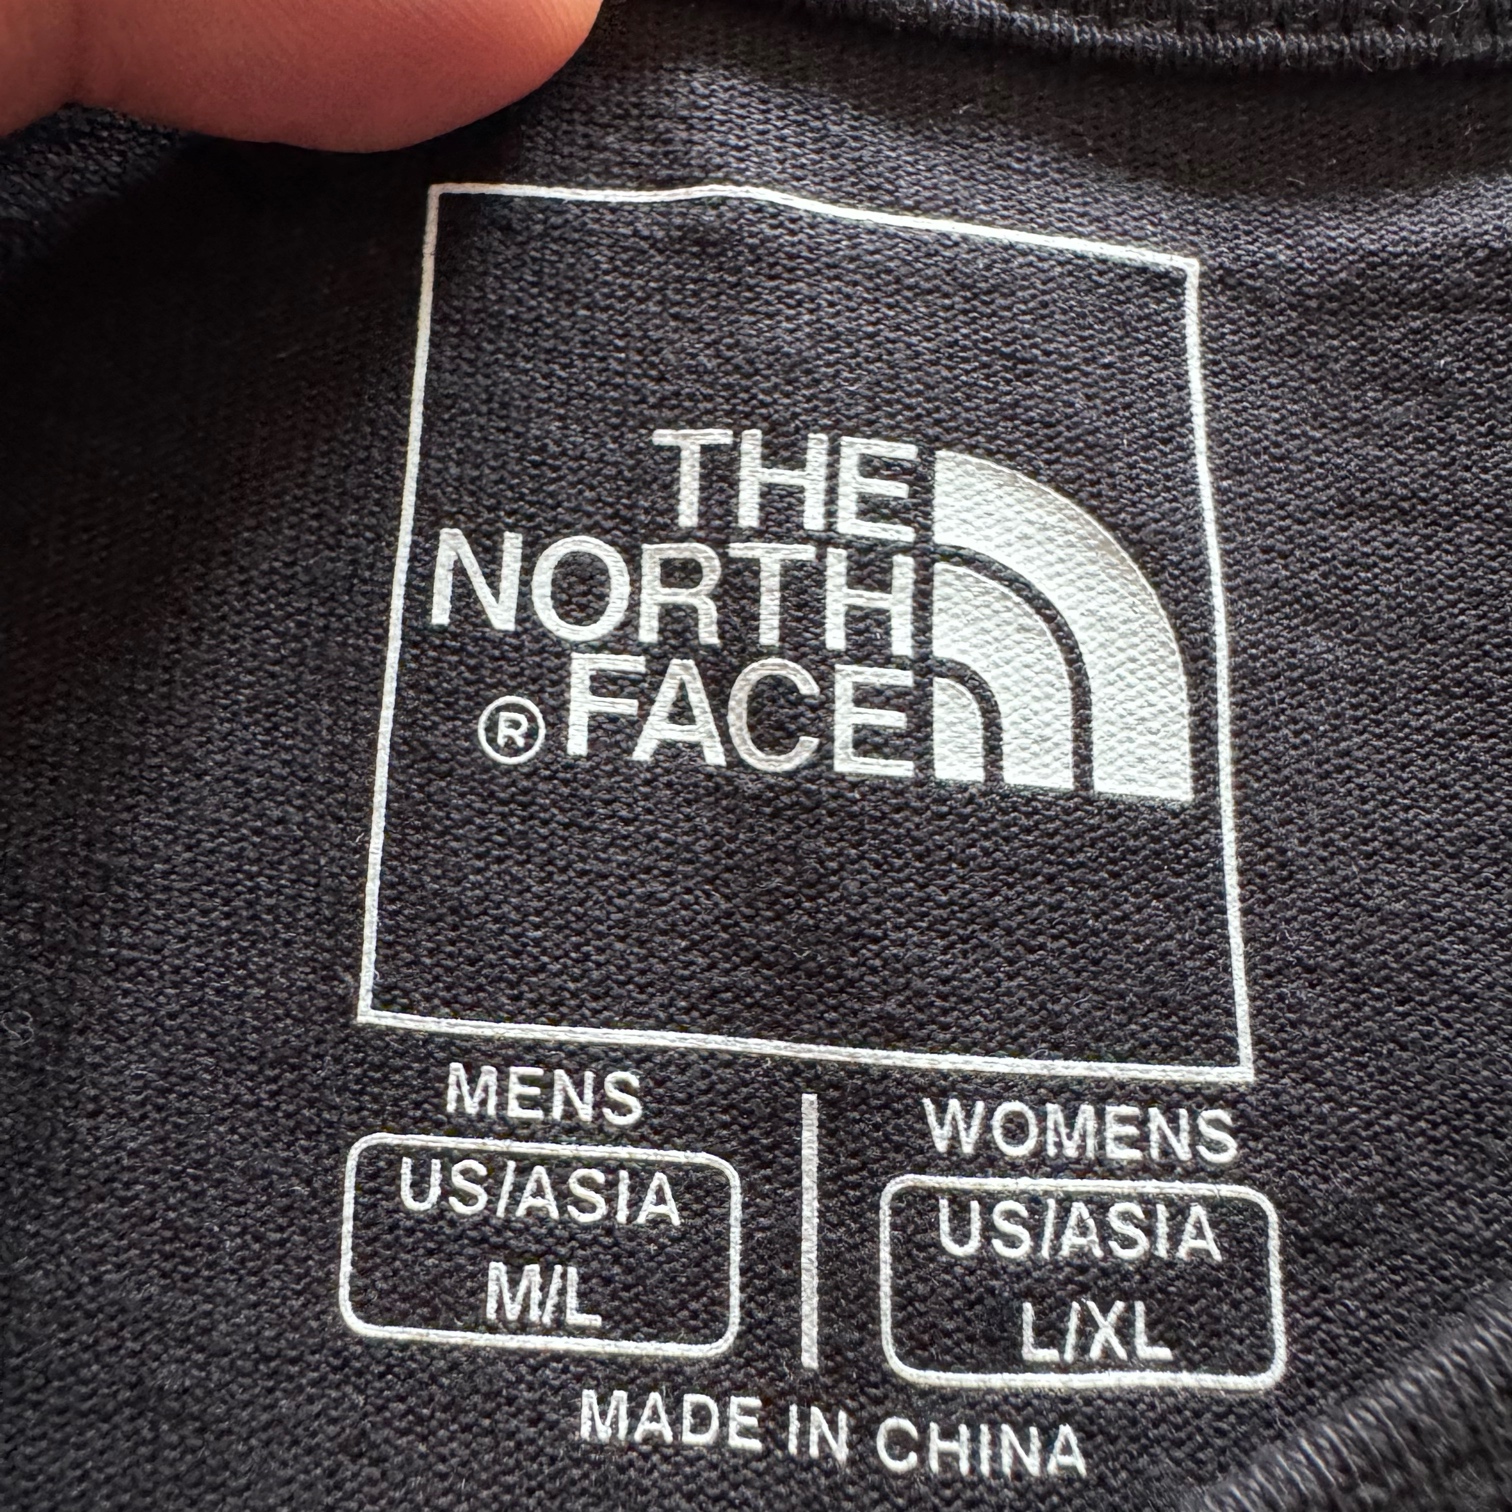 THE
NORTH
® FACE
MENS
US/ASIA
M/L
WOMENS
US/ASIA
L/XL
MADE IN CHINA